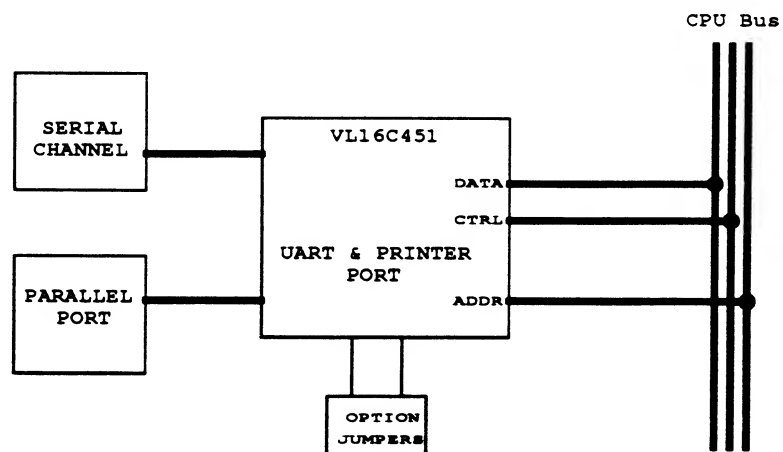 CPU Bus
SERIAL
CHANNEL
VL16C451
DATA
CTRL
UART & PRINTER
PORT
ADDR
PARALLEL
PORT
OPTION
JUMPERS